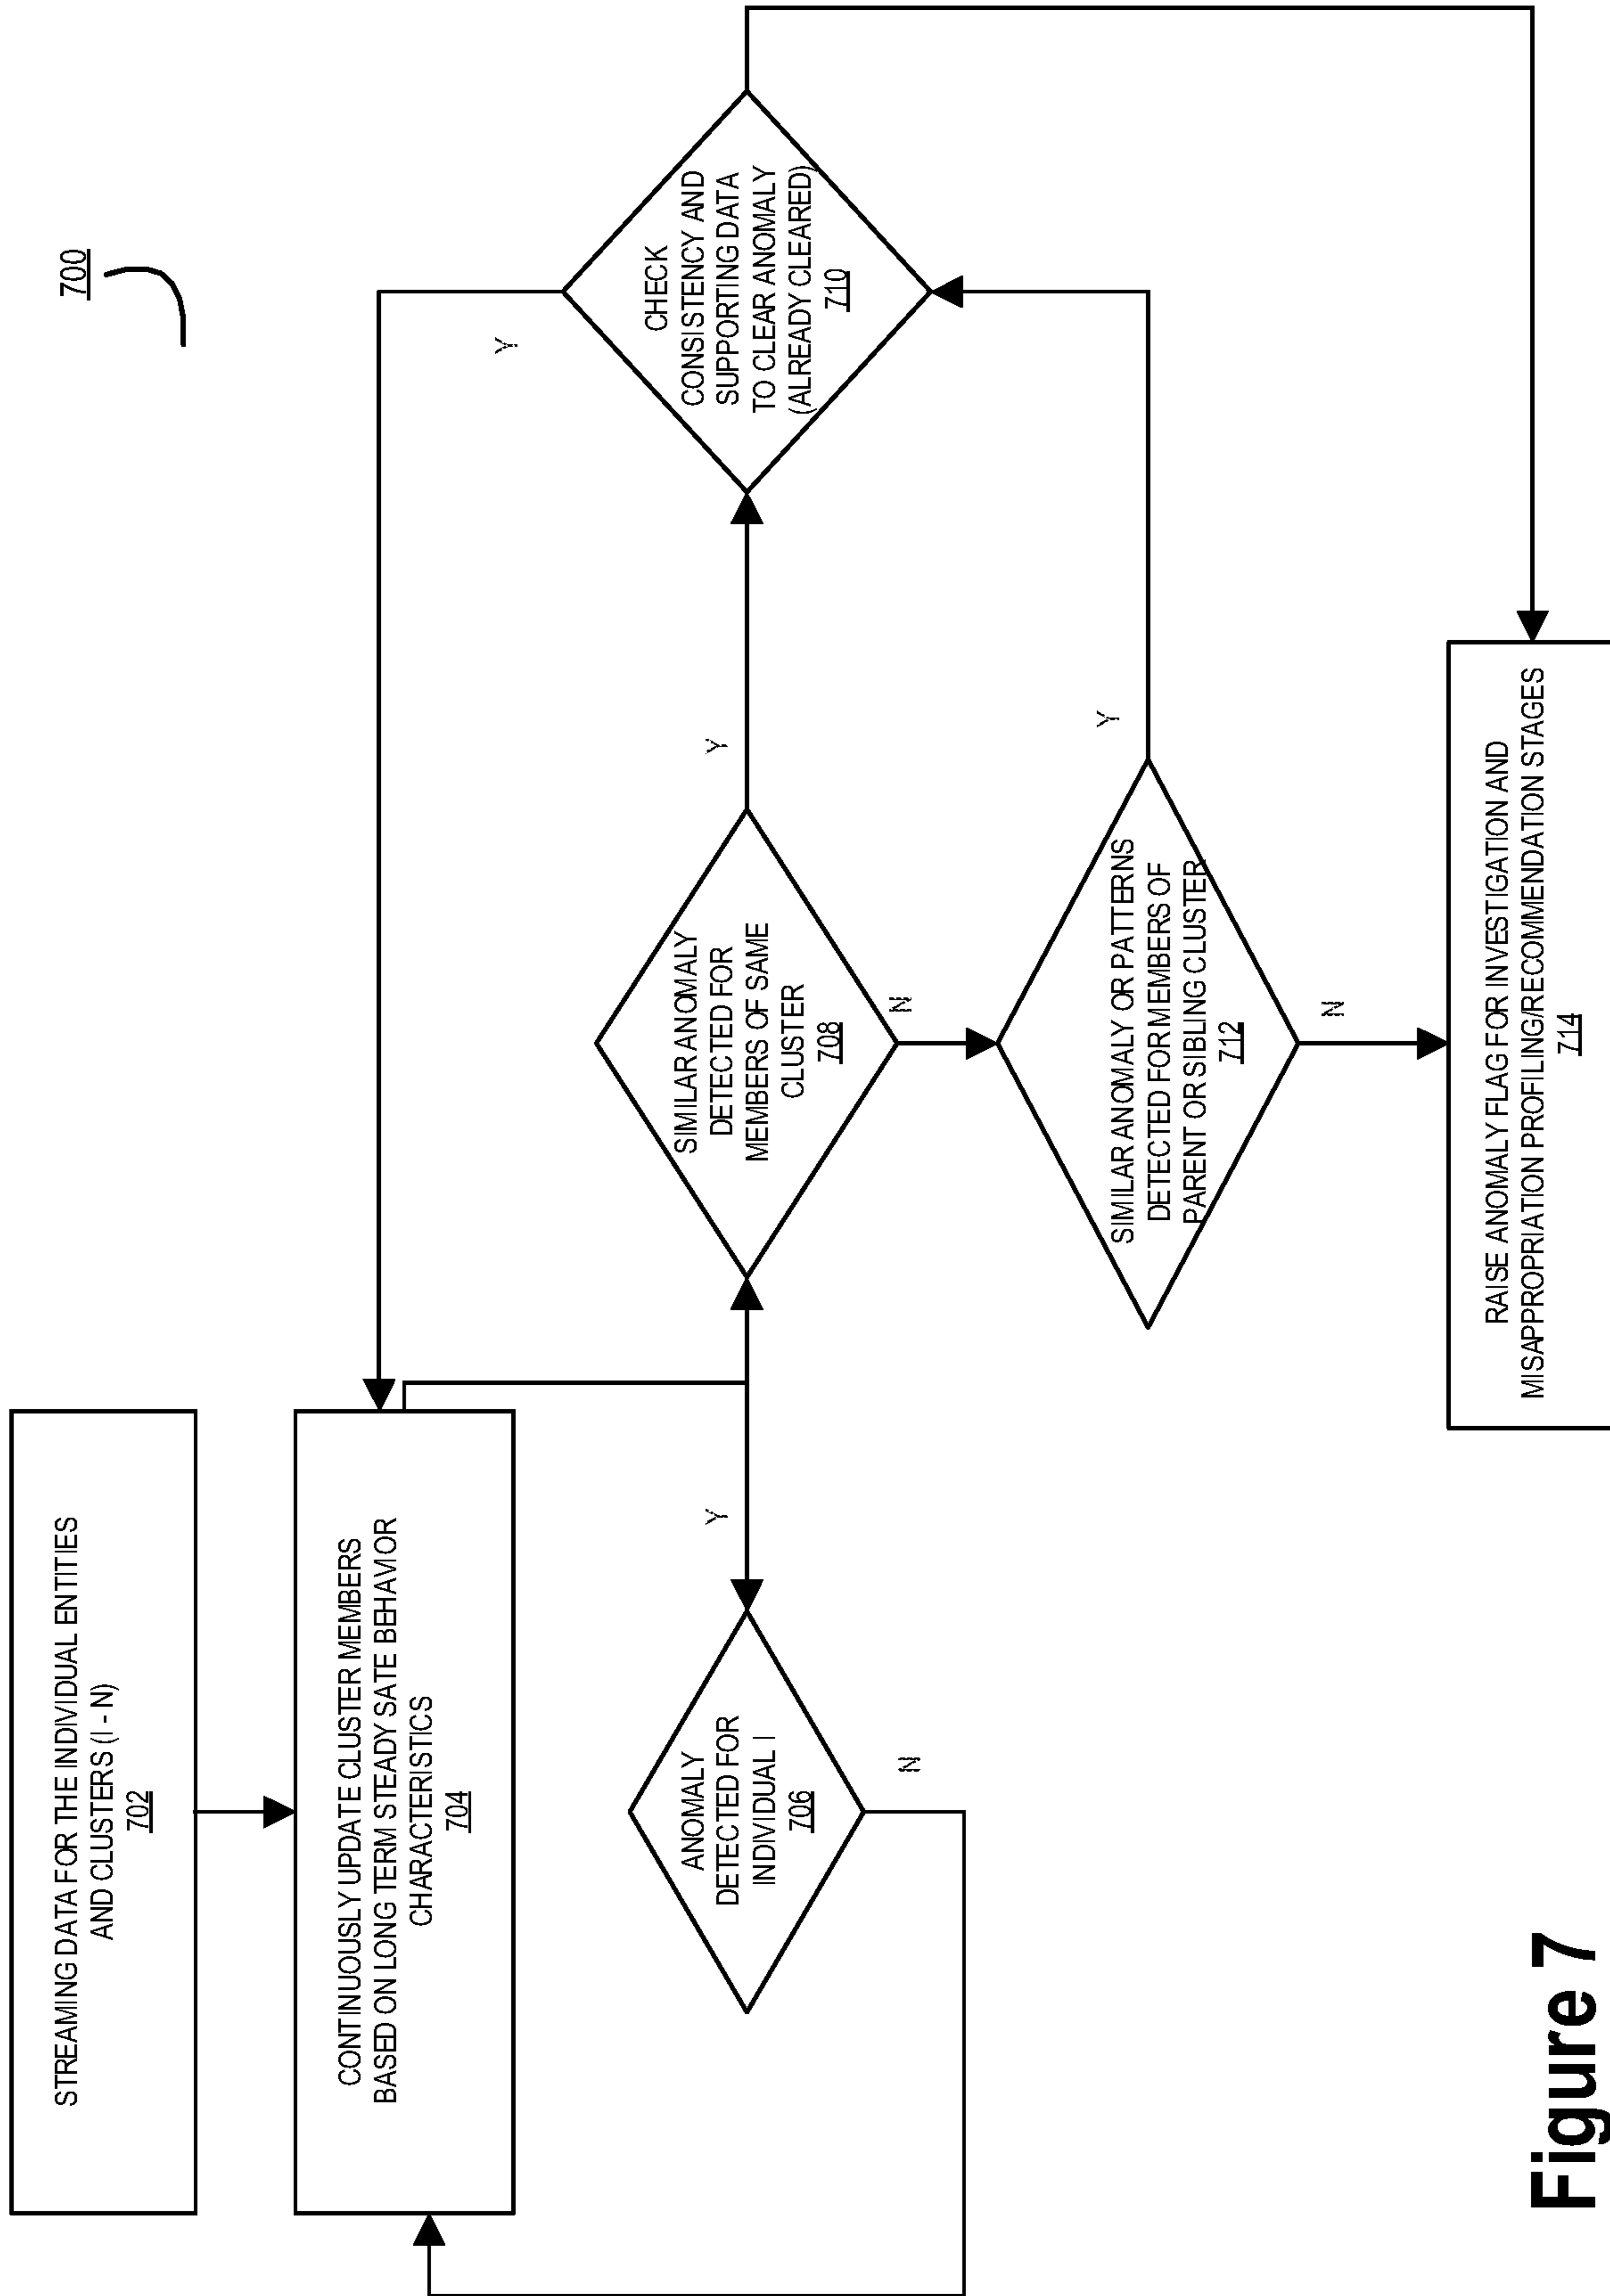 700
STREAMING DATA FOR THE INDIVIDUAL ENTITIES
AND CLUSTERS (I - N)
702
CONTINUOUSLY UPDATE CLUSTER MEMBERS
BASED ON LONG TERM STEADY SATE BEHAVIOR
CHARACTERISTICS
704
ANOMALY
DETECTED FOR
INDIVIDUAL I
706
Y
N
SIMILAR ANOMALY
DETECTED FOR
MEMBERS OF SAME
CLUSTER
708
Y
N
CHECK
CONSISTENCY AND
SUPPORTING DATA
TO CLEAR ANOMALY
(ALREADY CLEARED)
710
Y
SIMILAR ANOMALY OR PATTERNS
DETECTED FOR MEMBERS OF
PARENT OR SIBLING CLUSTER
712
Y
N
RAISE ANOMALY FLAG FOR INVESTIGATION AND
MISAPPROPRIATION PROFILING/RECOMMENDATION STAGES
714
Figure 7